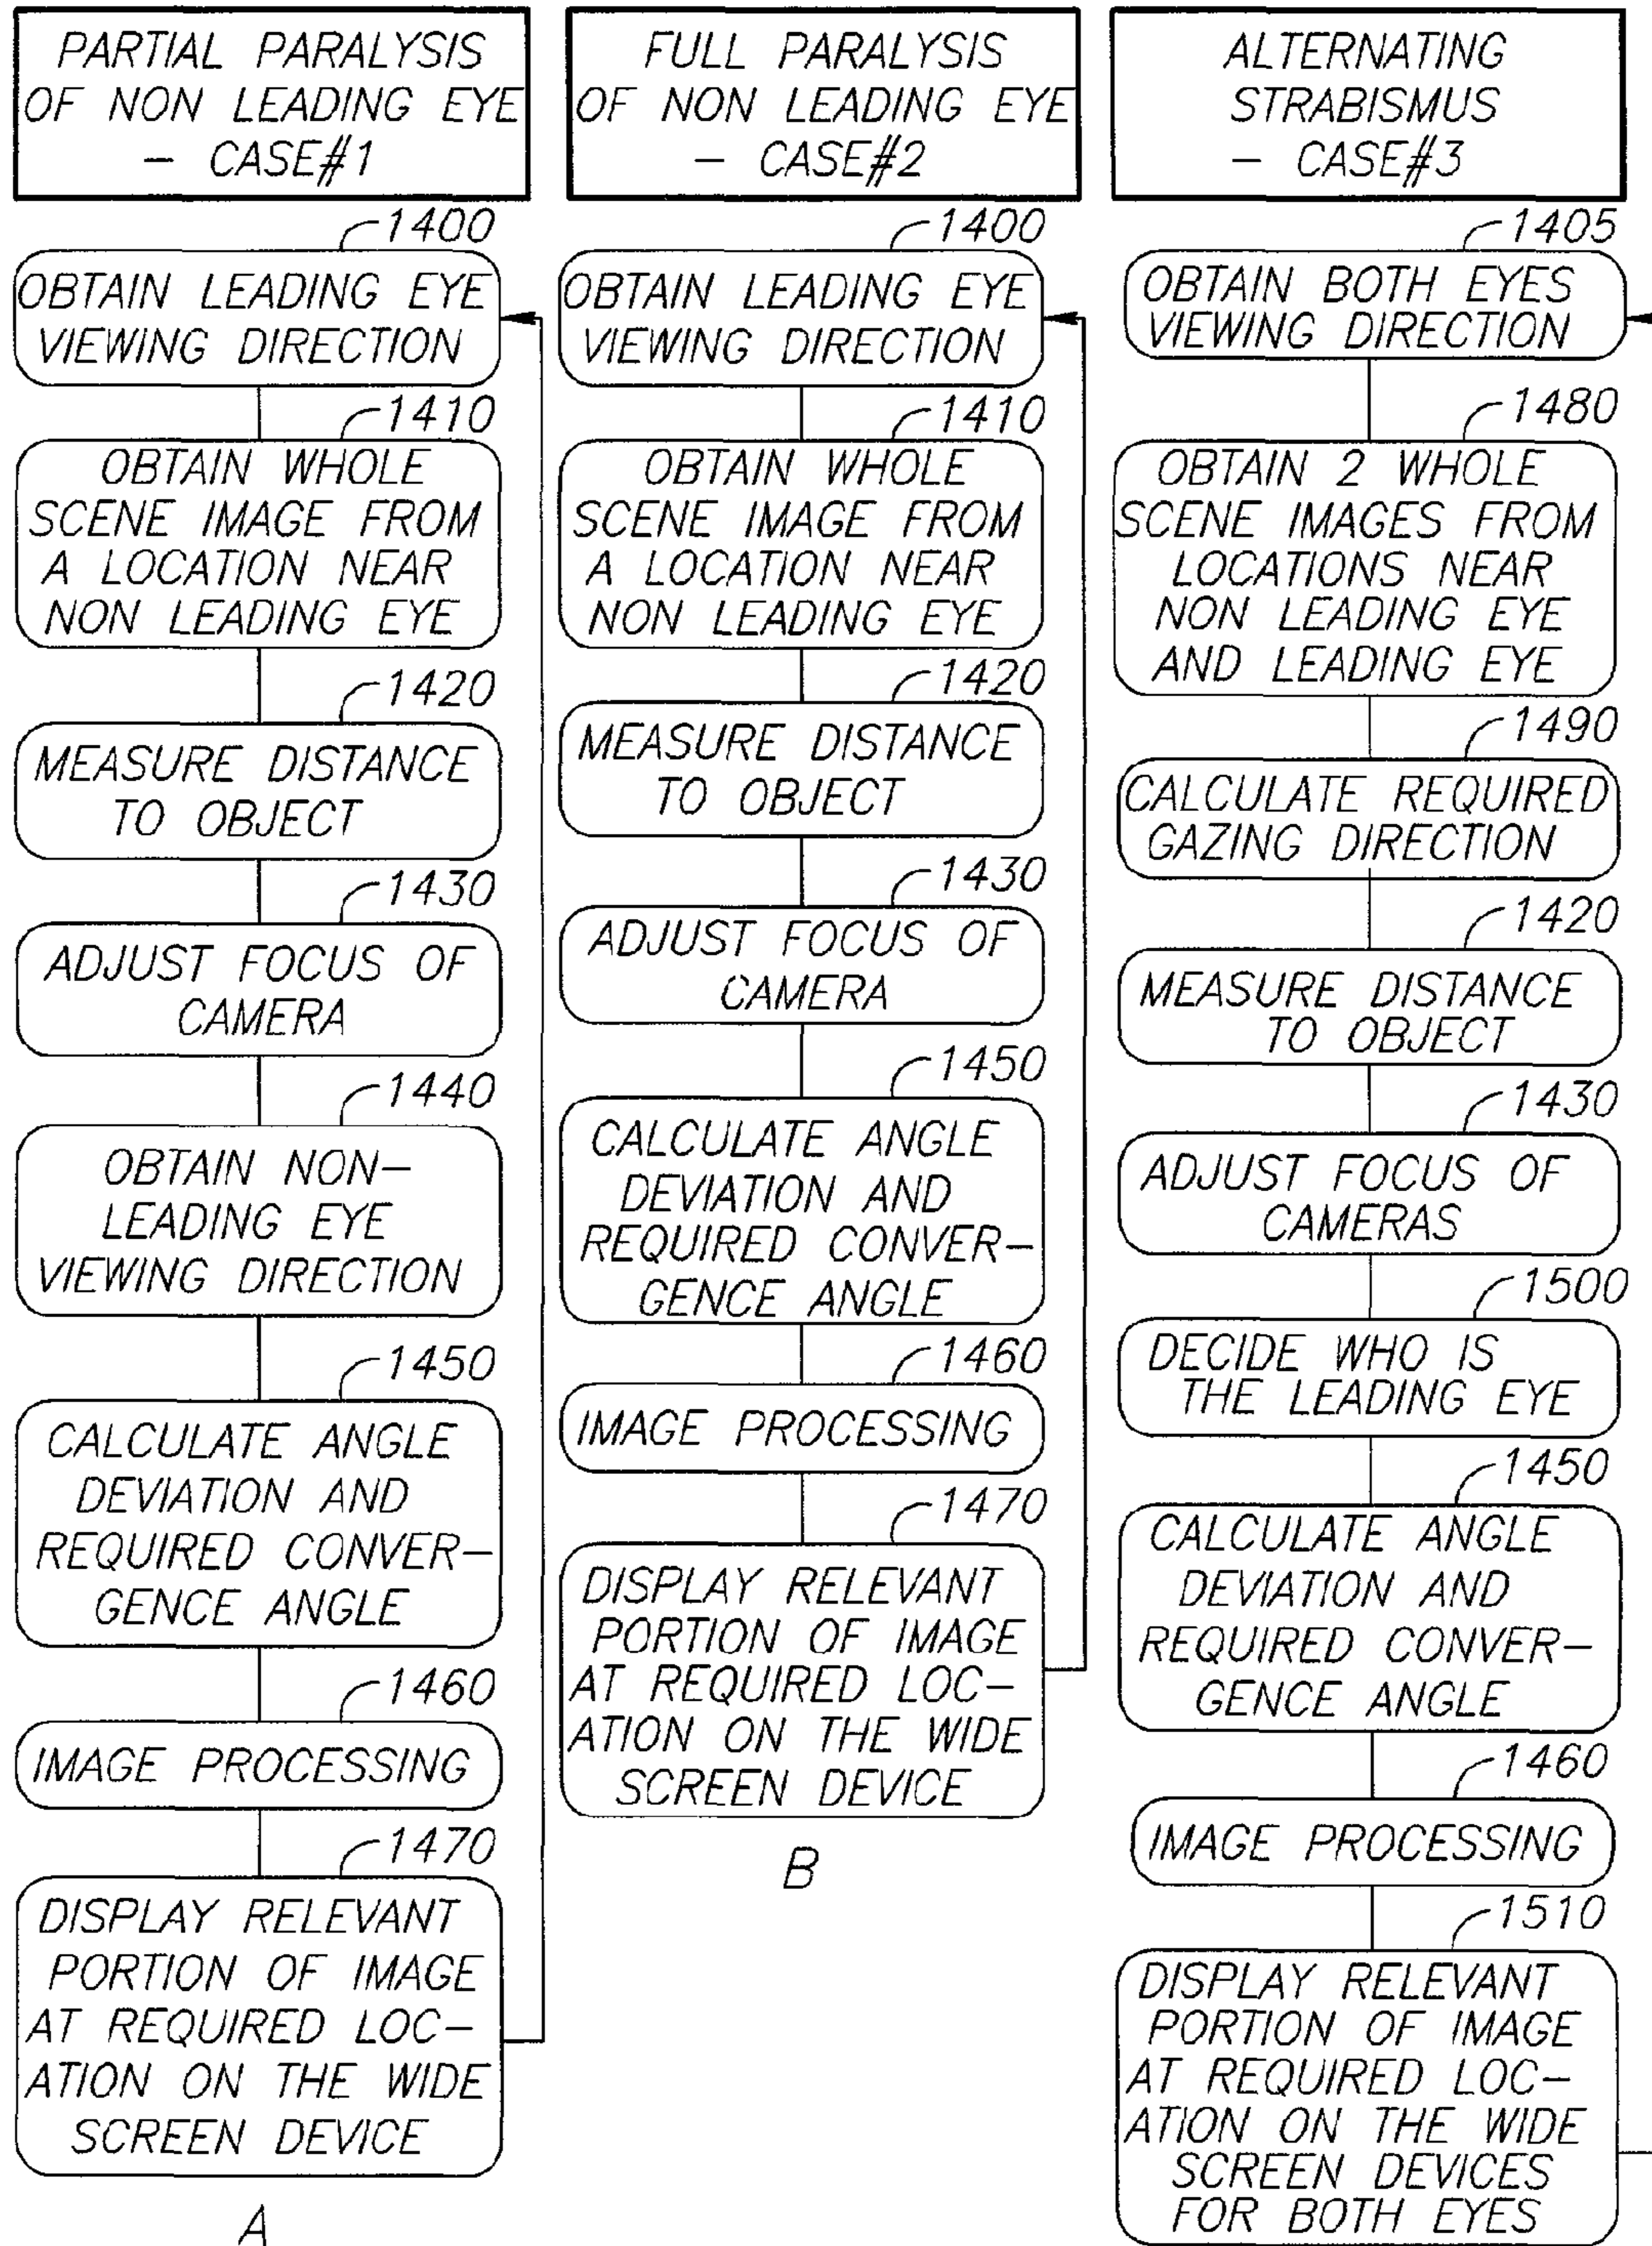 PARTIAL PARALYSIS
OF NON LEADING EYE
– CASE#1
1400
OBTAIN LEADING EYE
VIEWING DIRECTION
1410
OBTAIN WHOLE
SCENE IMAGE FROM
A LOCATION NEAR
NON LEADING EYE
1420
MEASURE DISTANCE
TO OBJECT
1430
ADJUST FOCUS OF
CAMERA
1440
OBTAIN NON–
LEADING EYE
VIEWING DIRECTION
1450
CALCULATE ANGLE
DEVIATION AND
REQUIRED CONVER–
GENCE ANGLE
1460
IMAGE PROCESSING
1470
DISPLAY RELEVANT
PORTION OF IMAGE
AT REQUIRED LOC–
ATION ON THE WIDE
SCREEN DEVICE
A
FULL PARALYSIS
OF NON LEADING EYE
– CASE#2
1400
OBTAIN LEADING EYE
VIEWING DIRECTION
1410
OBTAIN WHOLE
SCENE IMAGE FROM
A LOCATION NEAR
NON LEADING EYE
1420
MEASURE DISTANCE
TO OBJECT
1430
ADJUST FOCUS OF
CAMERA
1450
CALCULATE ANGLE
DEVIATION AND
REQUIRED CONVER–
GENCE ANGLE
1460
IMAGE PROCESSING
1470
DISPLAY RELEVANT
PORTION OF IMAGE
AT REQUIRED LOC–
ATION ON THE WIDE
SCREEN DEVICE
B
ALTERNATING
STRABISMUS
– CASE#3
1405
OBTAIN BOTH EYES
VIEWING DIRECTION
1480
OBTAIN 2 WHOLE
SCENE IMAGES FROM
LOCATIONS NEAR
NON LEADING EYE
AND LEADING EYE
1490
CALCULATE REQUIRED
GAZING DIRECTION
1420
MEASURE DISTANCE
TO OBJECT
1430
ADJUST FOCUS OF
CAMERAS
1500
DECIDE WHO IS
THE LEADING EYE
1450
CALCULATE ANGLE
DEVIATION AND
REQUIRED CONVER–
GENCE ANGLE
1460
IMAGE PROCESSING
1510
DISPLAY RELEVANT
PORTION OF IMAGE
AT REQUIRED LOC–
ATION ON THE WIDE
SCREEN DEVICES
FOR BOTH EYES